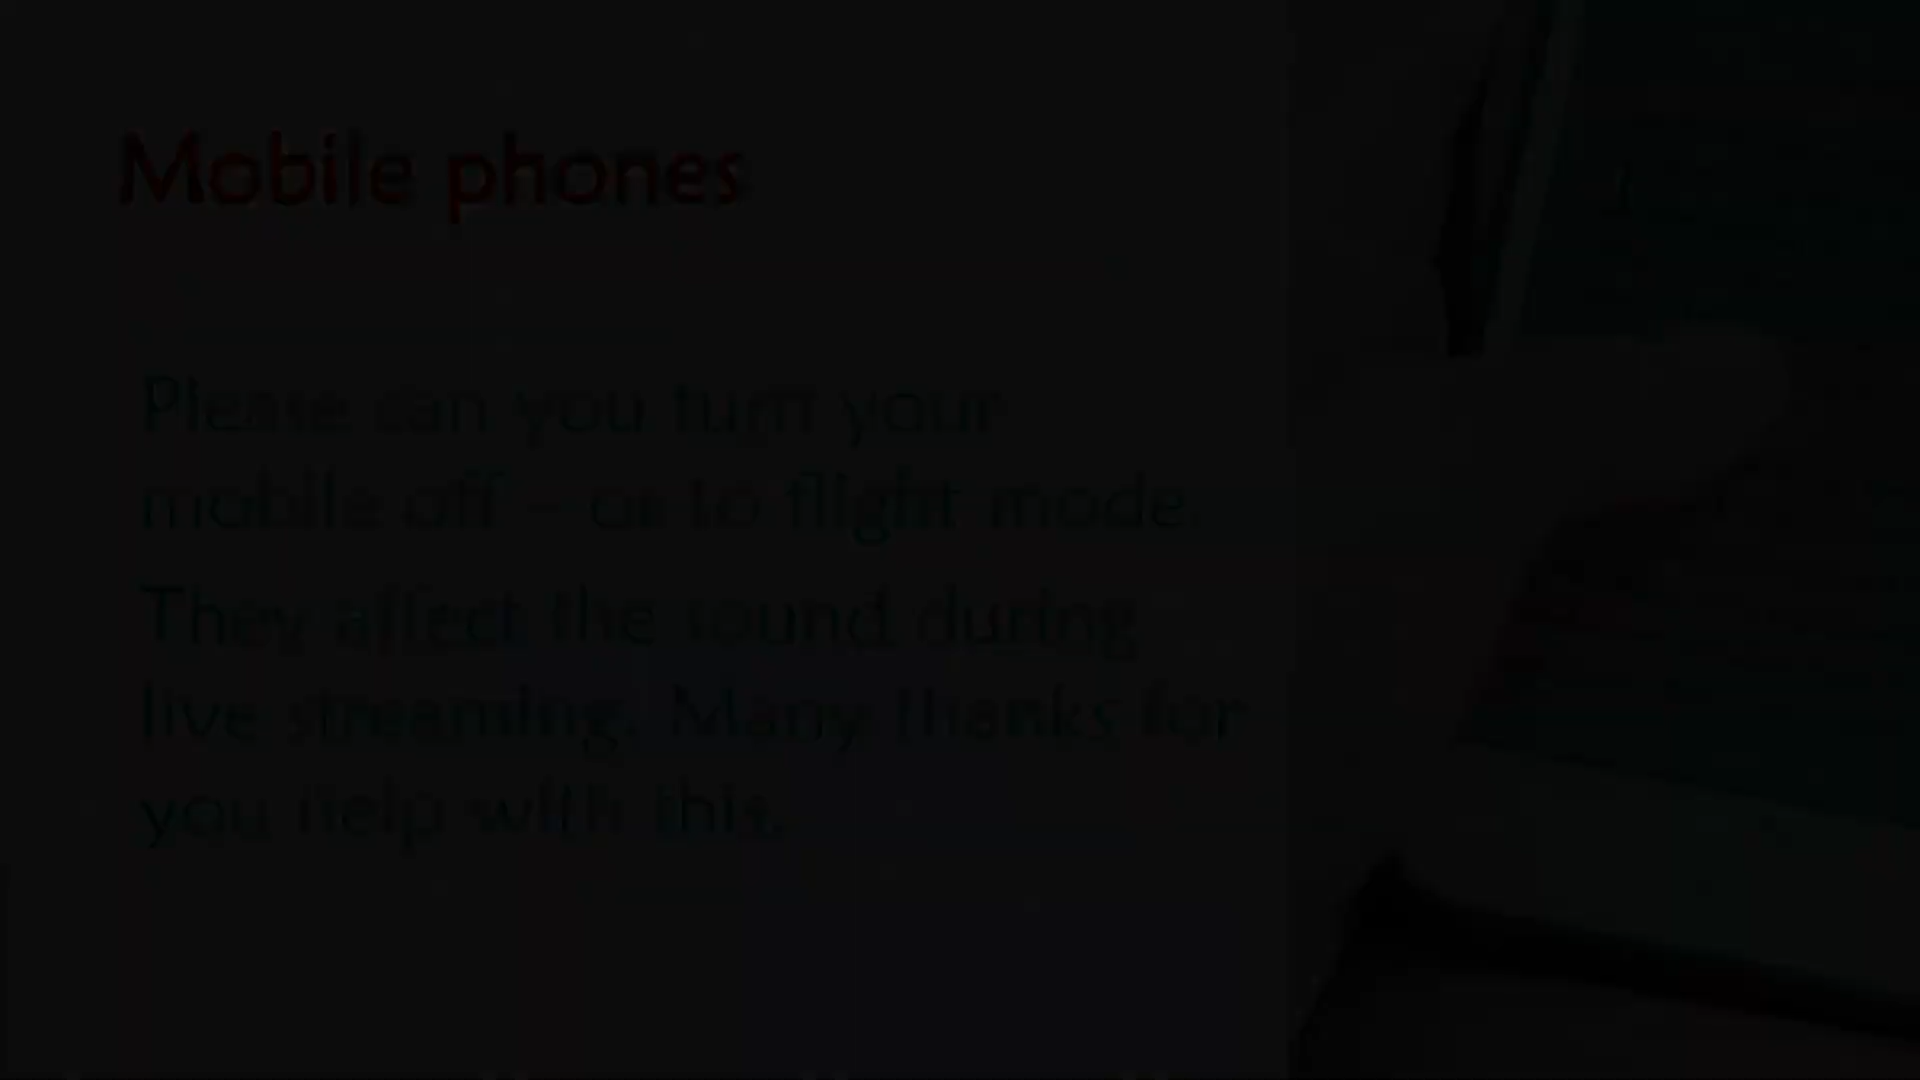 Mobile phones
Please can you turn your
mobile off – or to flight mode.
They affect the sound during
live streaming. Many thanks for
you help with this.